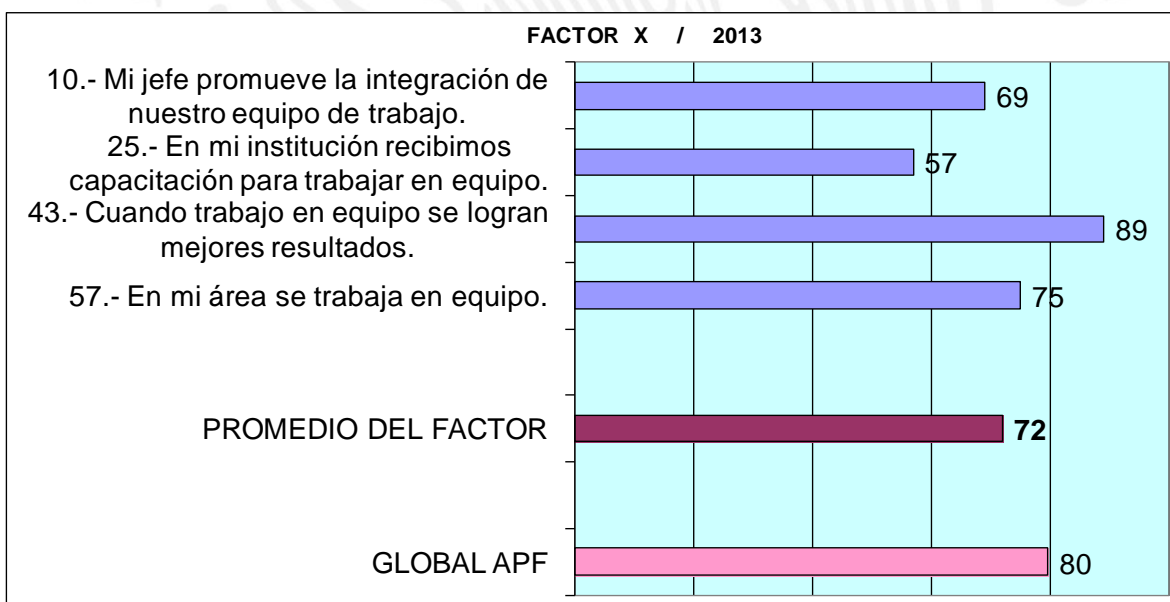 FACTOR X / 2013
10.- Mi jefe promueve la integración de
nuestro equipo de trabajo.
69
25.- En mi institución recibimos
capacitación para trabajar en equipo.
57
43.- Cuando trabajo en equipo se logran
mejores resultados.
89
57.- En mi área se trabaja en equipo.
75
PROMEDIO DEL FACTOR
72
GLOBAL APF
80